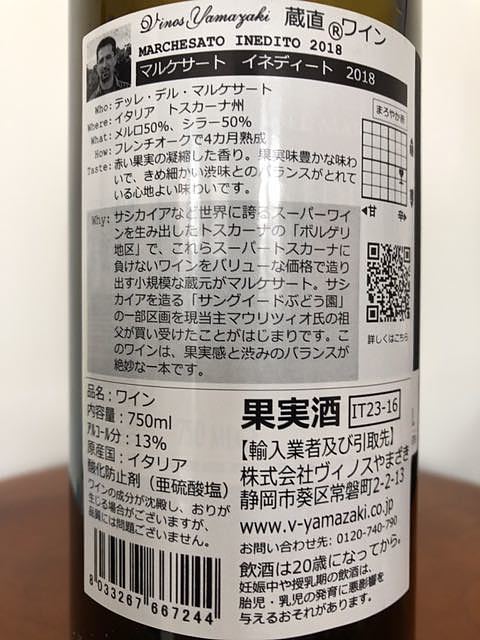 Vinos Yamazaki 蔵直®ワイン
MARCHESATO INEDITO 2018
マルケサート イネディート 2018
Who: テッレ・デル・マルケサート
Where: イタリア トスカーナ州
What: メルロ50%、シラー50%
How: フレンチオークで4カ月熟成
Taste: 赤い果実の凝縮した香り。果実味豊かな味わ
いで、きめ細かい渋味とのバランスがとれて
いる心地よい味わいです。
まろやか
◀甘 辛▶
Why: サシカイアなど世界に誇るスーパーワイ
ンを生み出したトスカーナの「ボルゲリ
地区」で、これらスーパートスカーナに
負けないワインをバリューな価格で造り
出す小規模な蔵元がマルケサート。サシ
カイアを造る「サングイードぶどう園」
の一部区画を現当主マウリツィオ氏の祖
父が買い受けたことがはじまりです。こ
のワインは、果実感と渋みのバランスが
絶妙な一本です。
詳しくはこちら
品名：ワイン
内容量：750ml
アルコール分：13%
原産国：イタリア
酸化防止剤（亜硫酸塩）
ワインの成分が沈殿し、おりが
生じる場合がございますが、
品質には問題ございません。
8 033267 667244
果実酒 IT23-16
【輸入業者及び引取先】
株式会社ヴィノスやまざき
静岡市葵区常磐町2-2-13
www.v-yamazaki.co.jp
お問い合わせ先：0120-740-790
飲酒は20歳になってから。
妊娠中や授乳期の飲酒は、
胎児・乳児の発育に悪影響を
与えるおそれがあります。